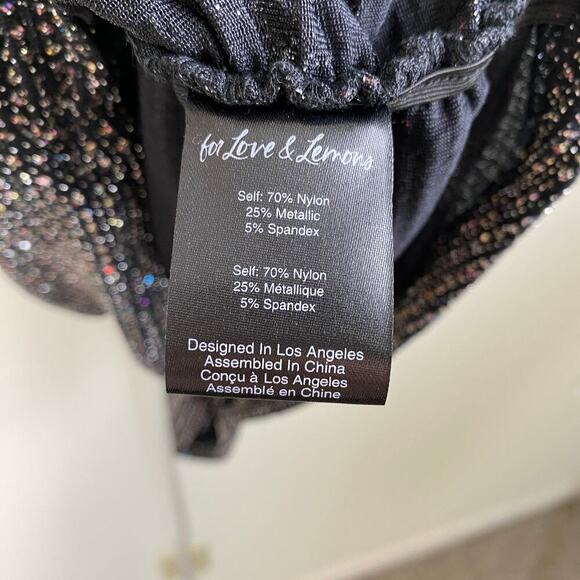 for Love & Lemons
Self: 70% Nylon
25% Metallic
5% Spandex
Self: 70% Nylon
25% Métallique
5% Spandex
Designed In Los Angeles
Assembled In China
Conçu à Los Angeles
Assemblé en Chine